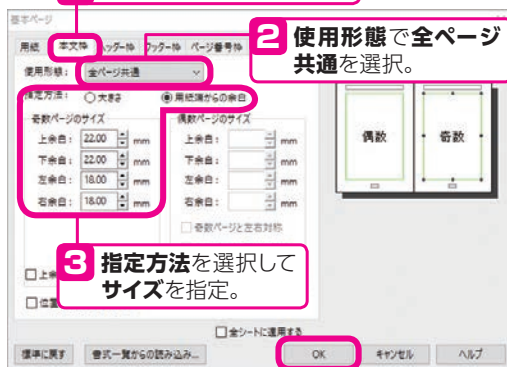 基本ページ
用紙 本文枠 ヘッダー枠 フッター枠 ページ番号枠
2 使用形態で全ページ
共通を選択。
使用形態： 全ページ共通
指定方法： 大きさ 用紙端からの余白
奇数ページのサイズ 偶数ページのサイズ
上余白： 22.00 mm 上余白： mm
下余白： 22.00 mm 下余白： mm
左余白： 18.00 mm 左余白： mm
右余白： 18.00 mm 右余白： mm
奇数ページと左右対称
偶数 奇数
3 指定方法を選択して
サイズを指定。
上余
位置
全シートに適用する
標準に戻す 書式一覧からの読み込み... OK キャンセル ヘルプ